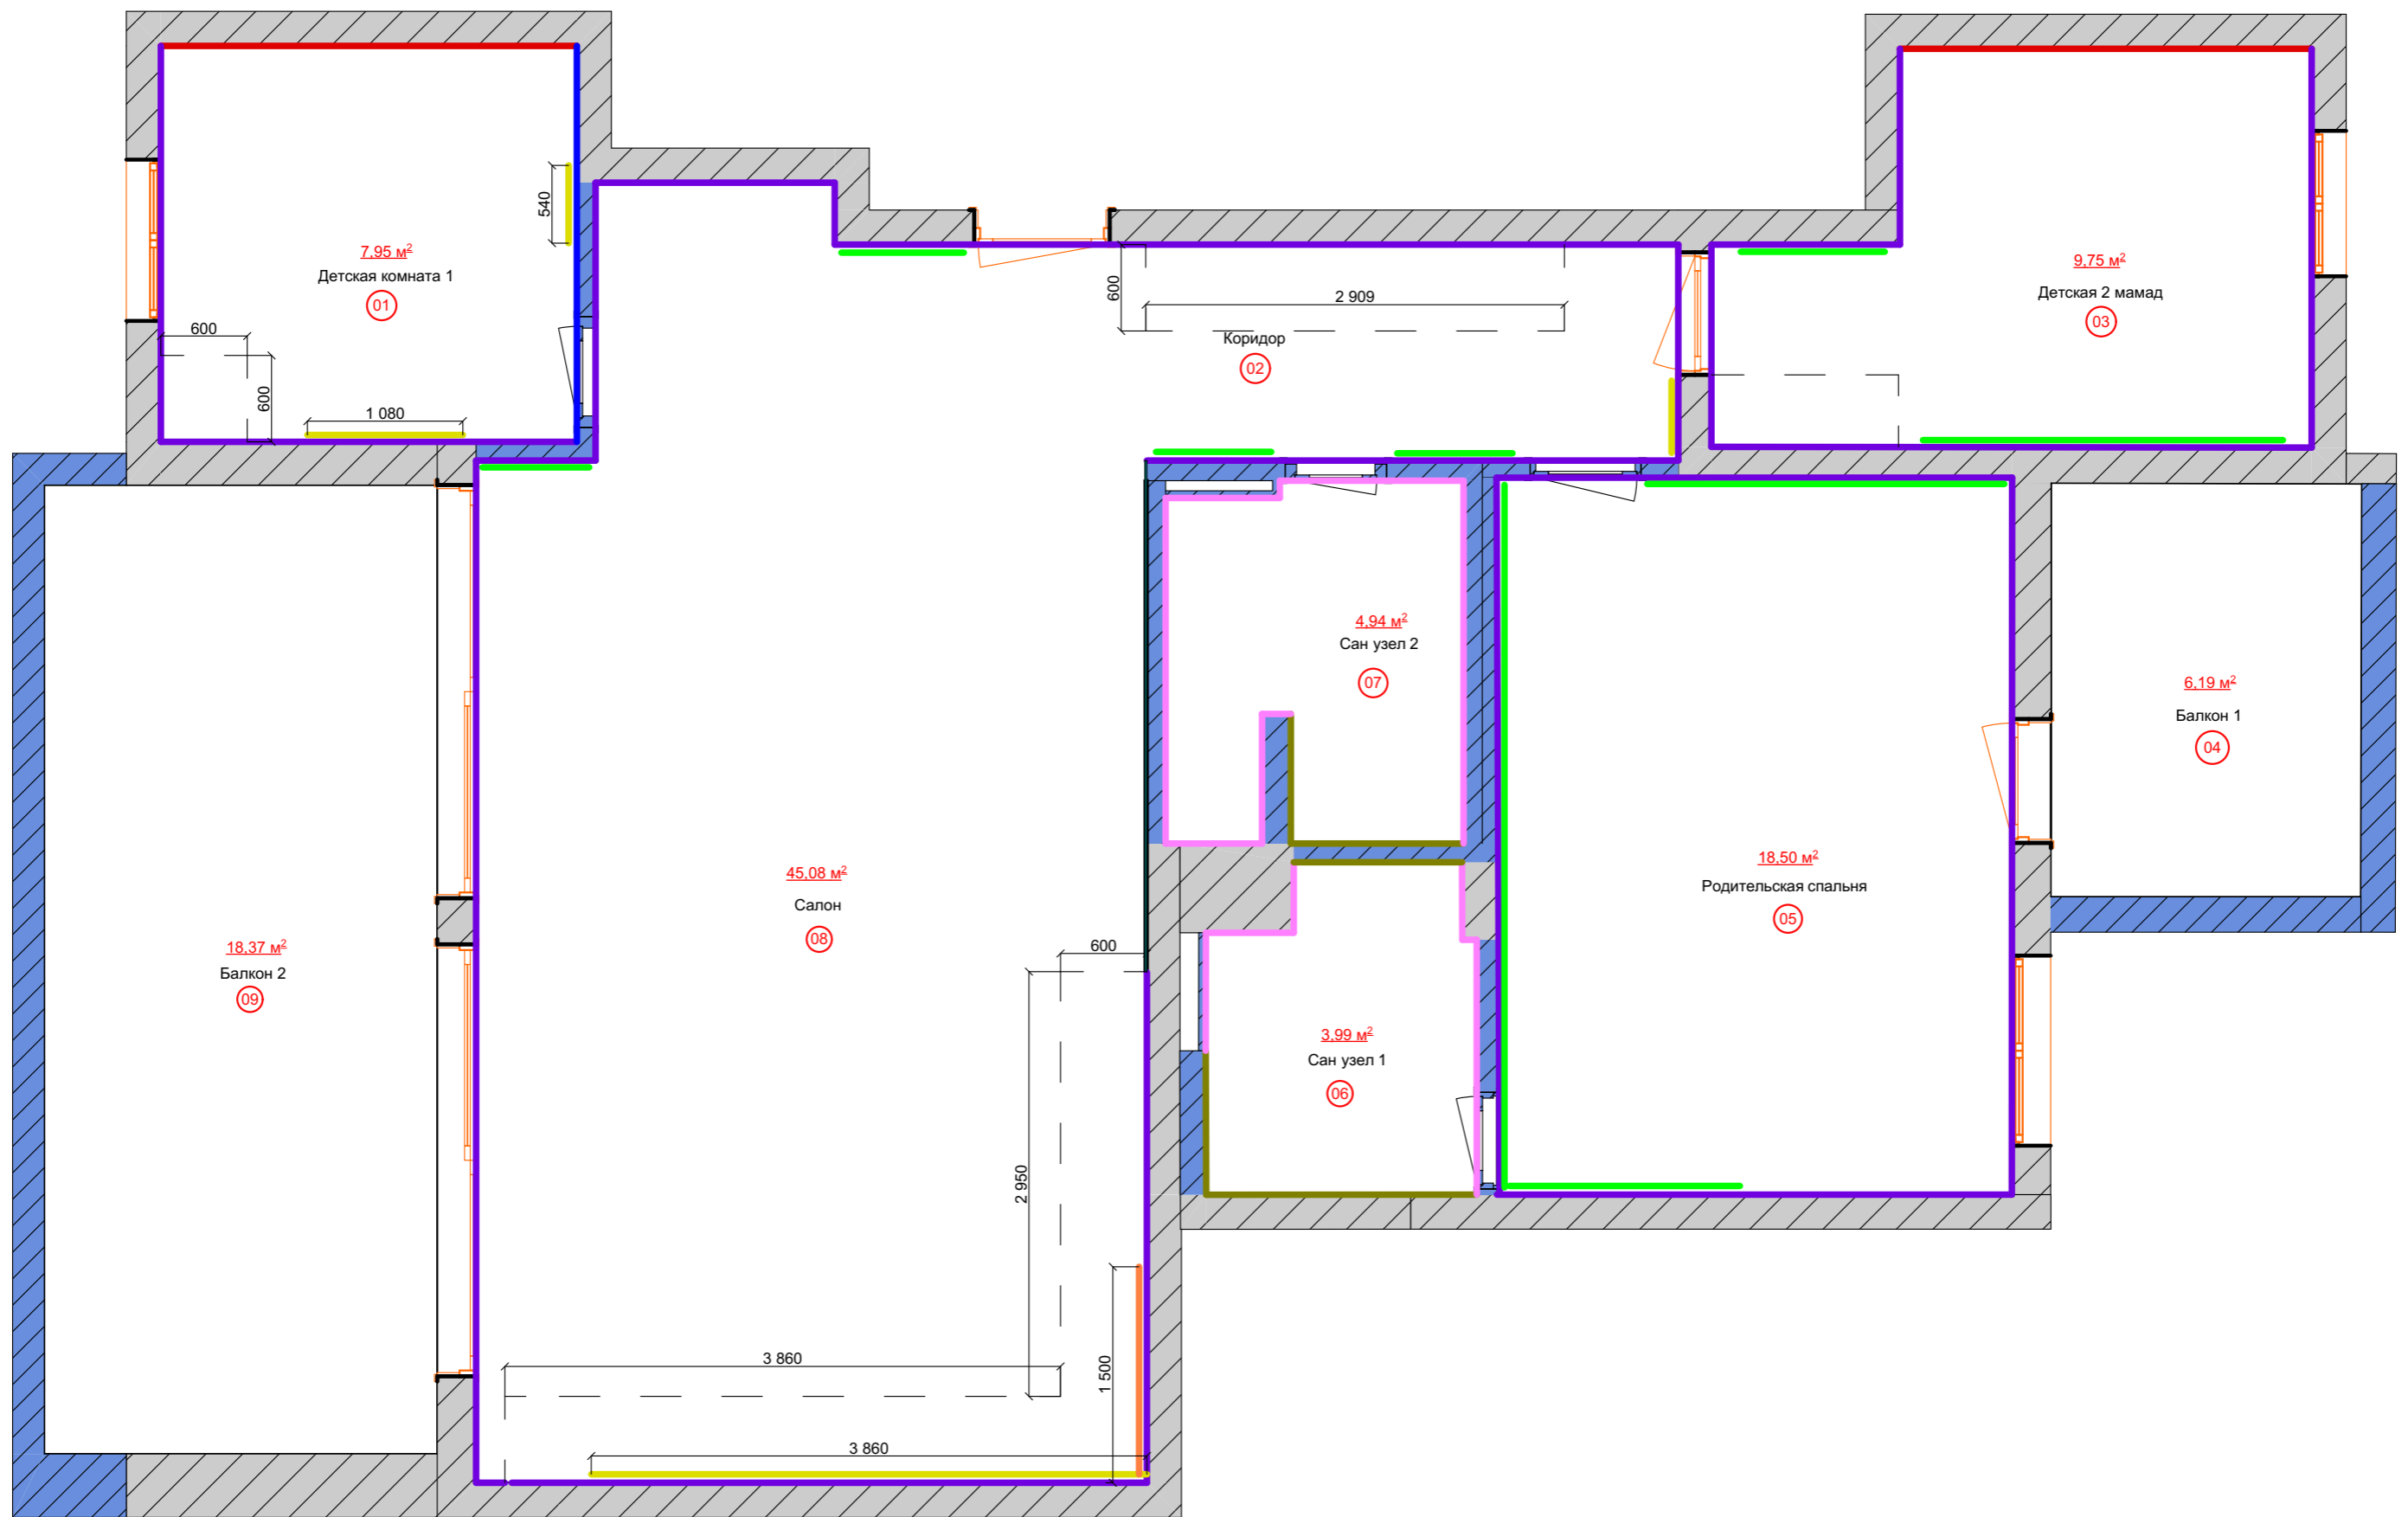 540
7,95 м²
Детская комната 1
01
600
600
1 080
600
2 909
Коридор
02
9,75 м²
Детская 2 мамад
03
4,94 м²
Сан узел 2
07
6,19 м²
Балкон 1
04
45,08 м²
Салон
08
18,50 м²
Родительская спальня
05
18,37 м²
Балкон 2
09
600
3,99 м²
Сан узел 1
06
2 950
3 860
1 500
3 860